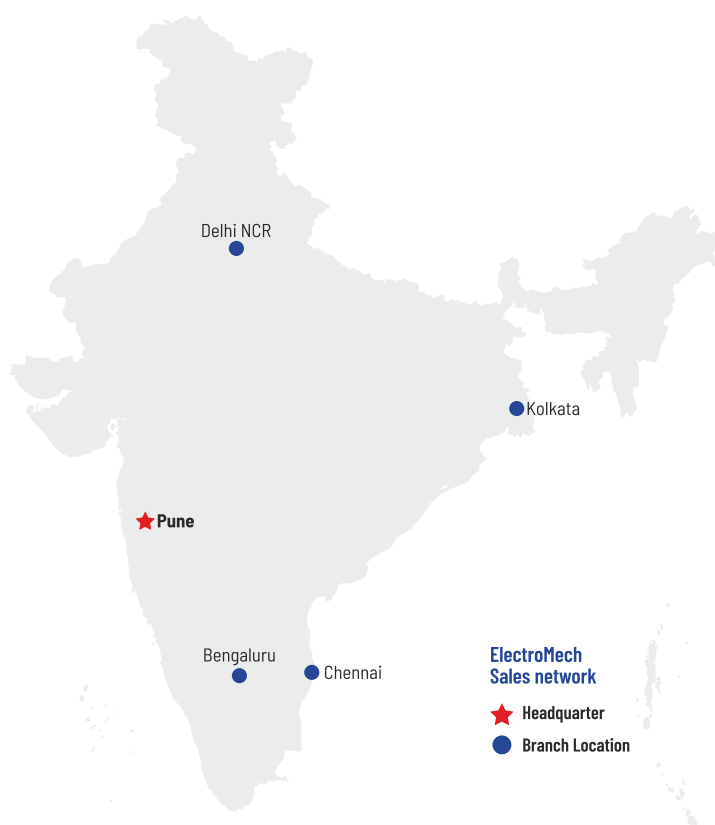 Delhi NCR
Kolkata
Pune
Bengaluru
Chennai
ElectroMech
Sales network
Headquarter
Branch Location